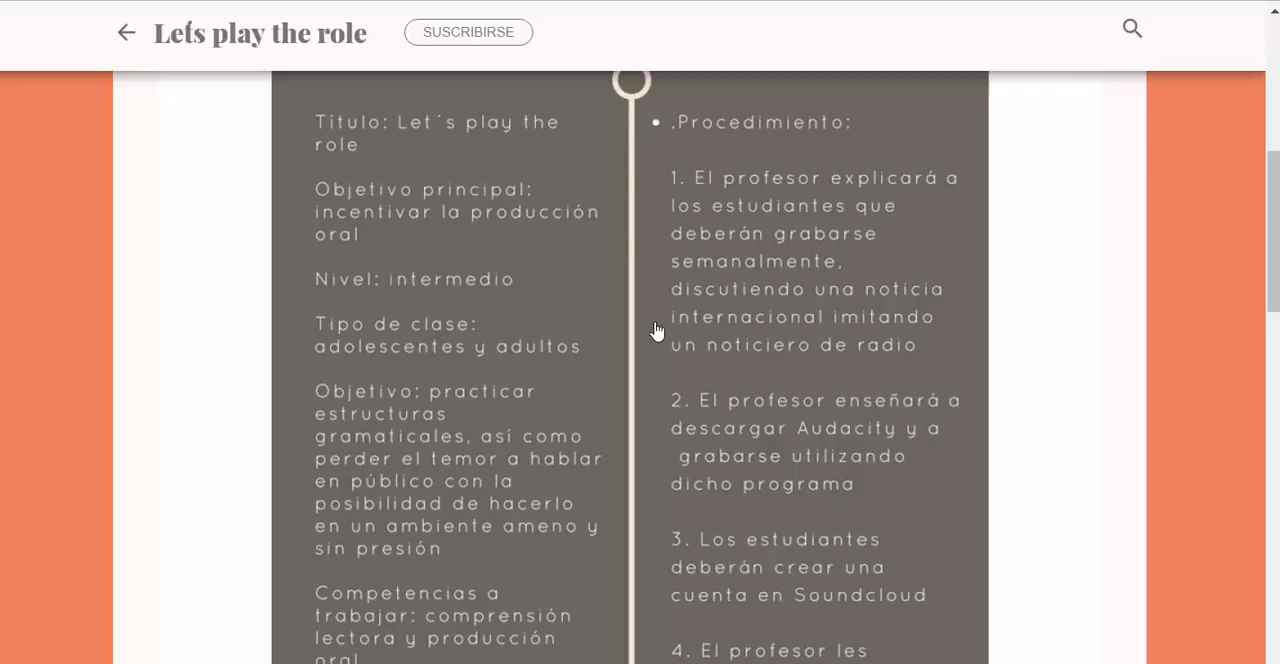 Let's play the role
SUSCRIBIRSE
Título: Let´s play the
role
Objetivo principal:
incentivar la producción
oral
Nivel: intermedio
Tipo de clase:
adolescentes y adultos
Objetivo: practicar
estructuras
gramaticales, así como
perder el temor a hablar
en público con la
posibilidad de hacerlo
en un ambiente ameno y
sin presión
Competencias a
trabajar: comprensión
lectora y producción
oral
.Procedimiento:
1. El profesor explicará a
los estudiantes que
deberán grabarse
semanalmente,
discutiendo una noticia
internacional imitando
un noticiero de radio
2. El profesor enseñará a
descargar Audacity y a
grabarse utilizando
dicho programa
3. Los estudiantes
deberán crear una
cuenta en Soundcloud
4. El profesor les